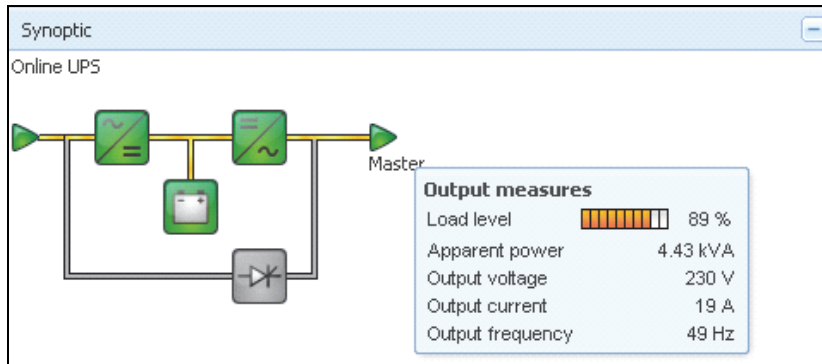 Synoptic
Online UPS
Master
Output measures
Load level 89 %
Apparent power 4.43 kVA
Output voltage 230 V
Output current 19 A
Output frequency 49 Hz